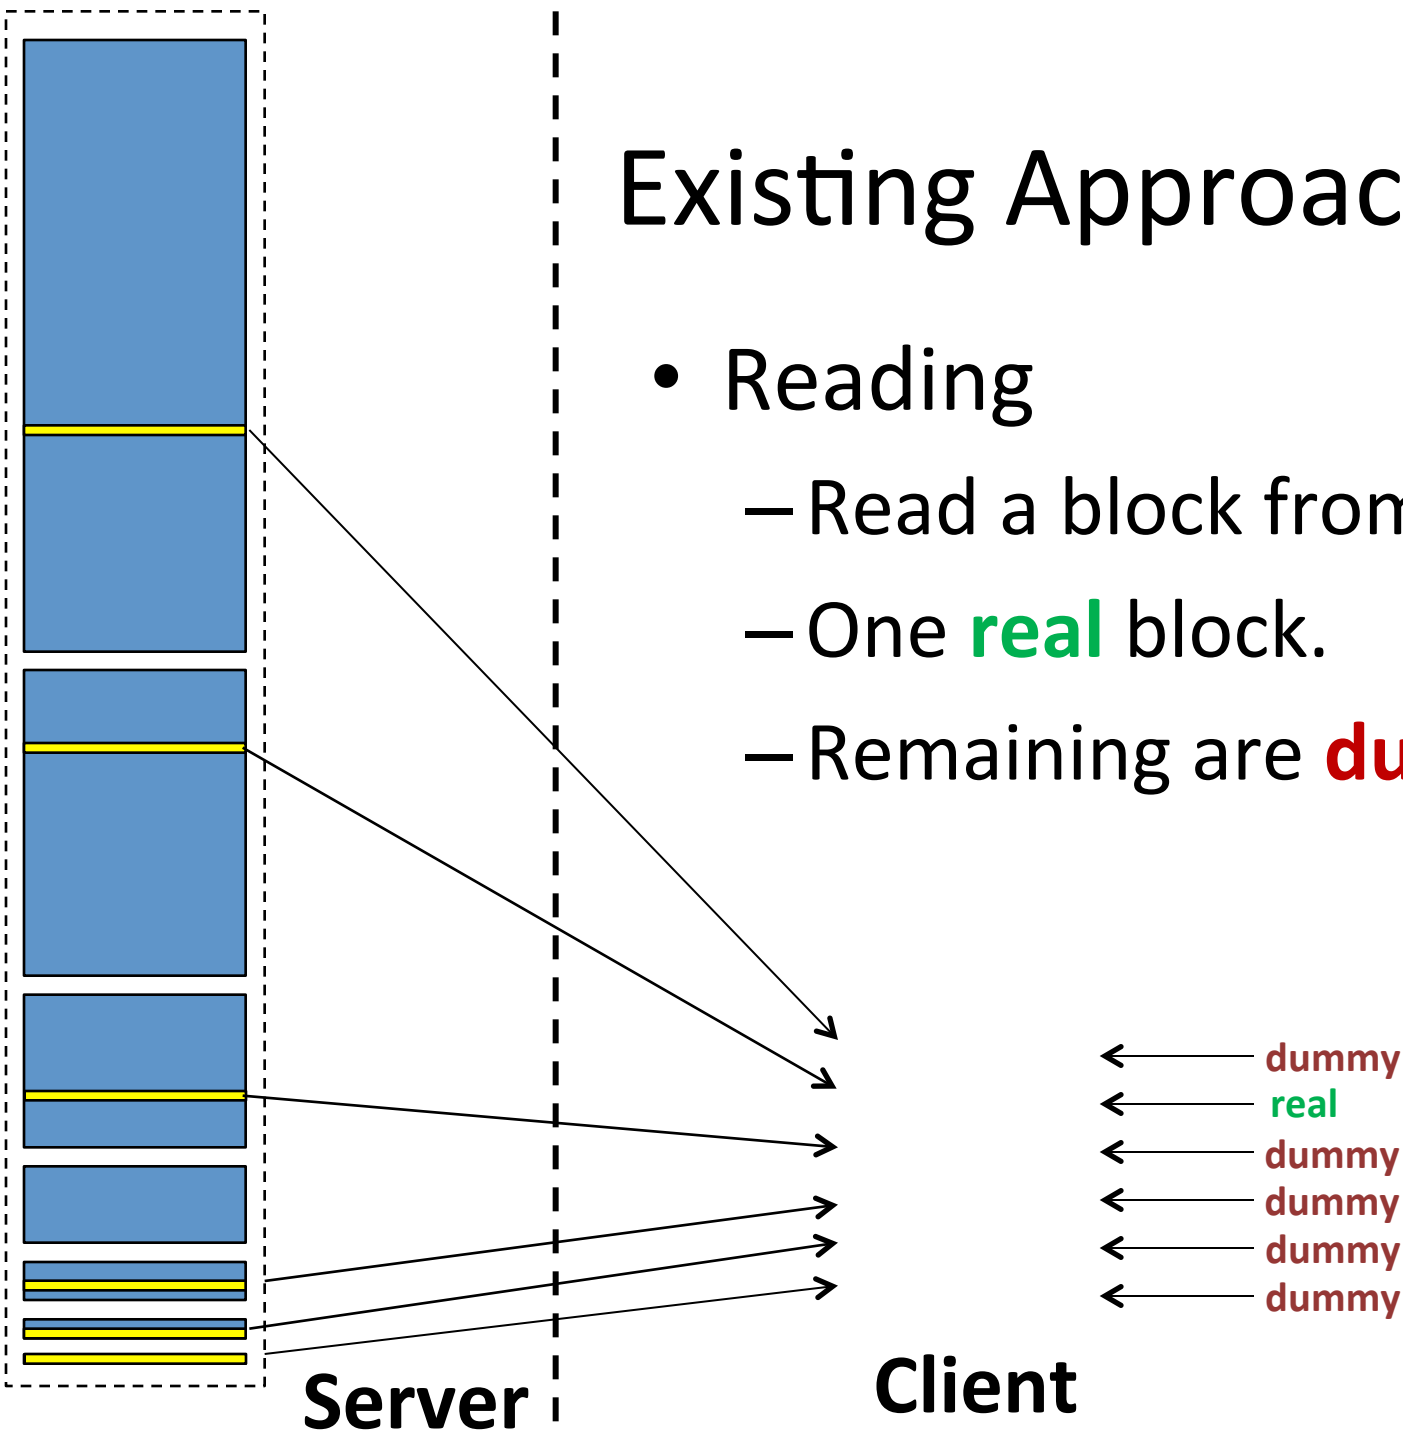 Existing Approac
• Reading
– Read a block from
– One real block.
– Remaining are du
dummy
real
dummy
dummy
dummy
dummy
Server
Client